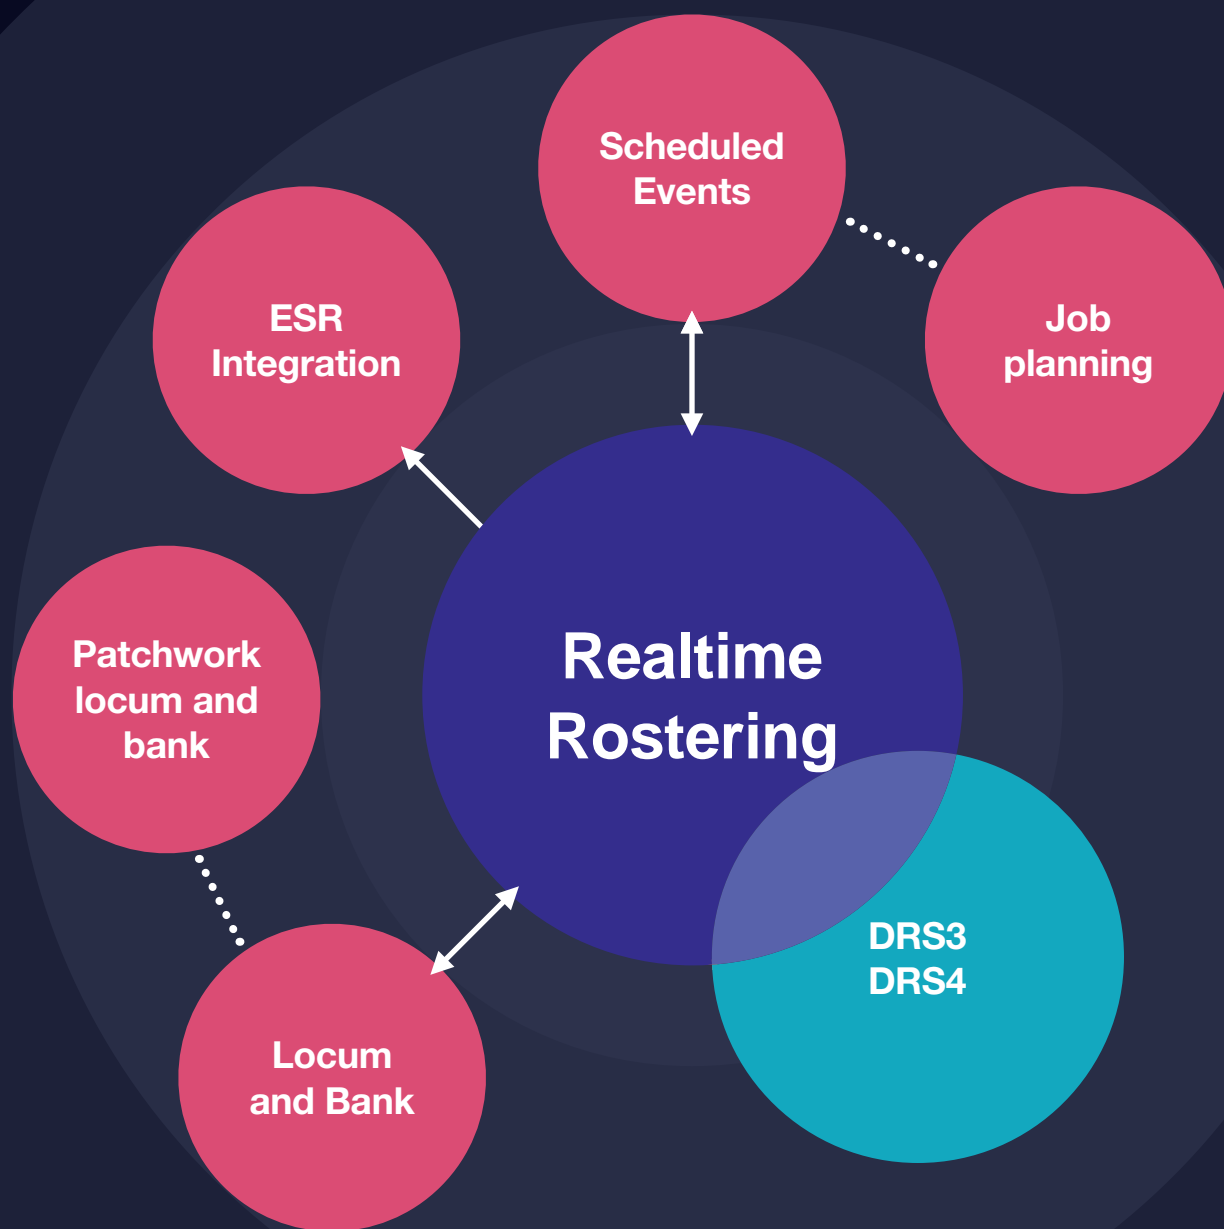 Scheduled
Events
ESR
Integration
Job
planning
Patchwork
locum and
bank
Realtime
Rostering
DRS3
DRS4
Locum
and Bank